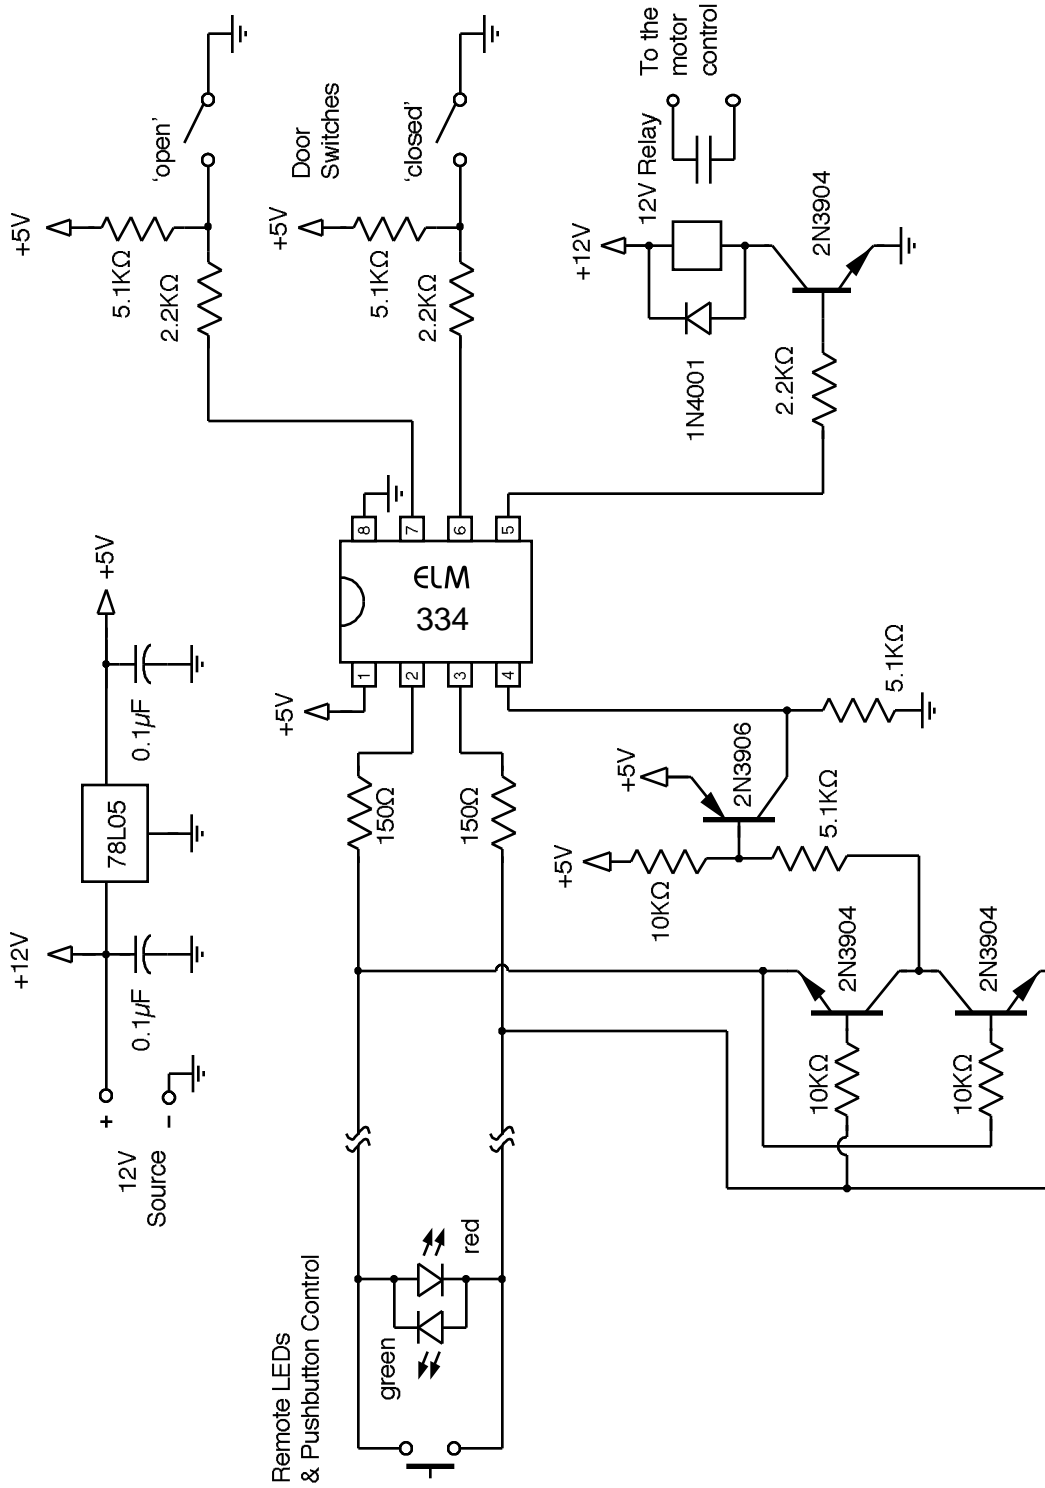 12V
Source
+
-
+12V
0.1µF
78L05
0.1µF
+5V
+5V
'open'
5.1KΩ
2.2KΩ
Door
Switches
+5V
'closed'
5.1KΩ
2.2KΩ
To the
motor
control
12V Relay
+12V
1N4001
2N3904
2.2KΩ
8
7
6
5
ELM
334
1
2
3
4
+5V
150Ω
150Ω
5.1KΩ
+5V
2N3906
+5V
10KΩ
5.1KΩ
2N3904
2N3904
10KΩ
10KΩ
Remote LEDs
& Pushbutton Control
green
red